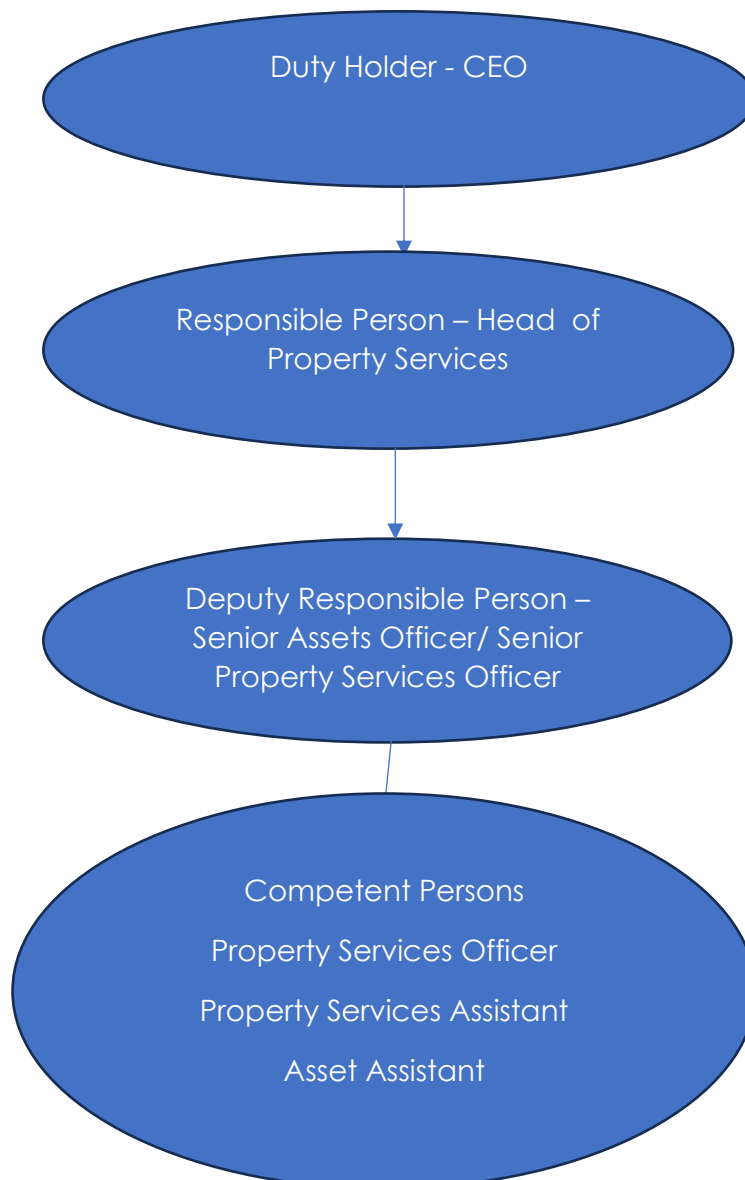 Duty Holder - CEO
Responsible Person – Head  of
Property Services
Deputy Responsible Person –
Senior Assets Officer/ Senior
Property Services Officer
Competent Persons
Property Services Officer
Property Services Assistant
Asset Assistant